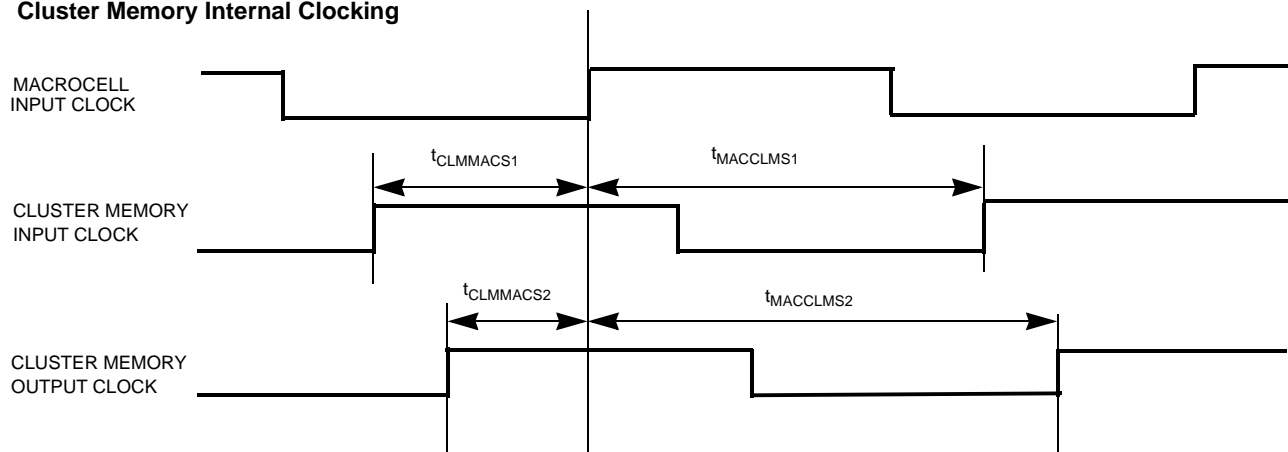 Cluster Memory Internal Clocking
MACROCELL
INPUT CLOCK
tCLMMACS1
tMACCLMS1
CLUSTER MEMORY
INPUT CLOCK
tCLMMACS2
tMACCLMS2
CLUSTER MEMORY
OUTPUT CLOCK